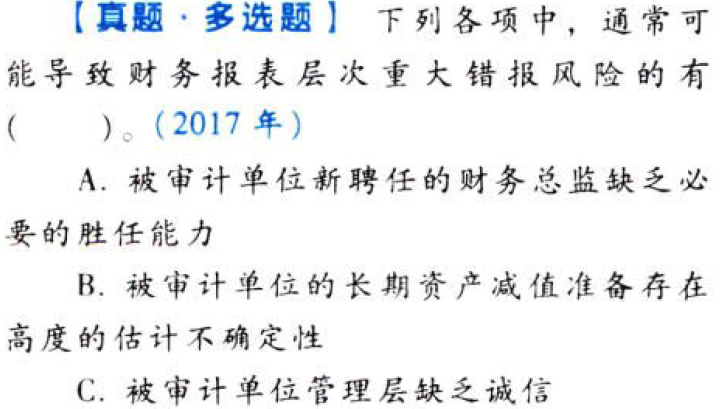 【真题·多选题】 下列各项中，通常可
能导致财务报表层次重大错报风险的有
(　　)。(2017 年)
A. 被审计单位新聘任的财务总监缺乏必
要的胜任能力
B. 被审计单位的长期资产减值准备存在
高度的估计不确定性
C. 被审计单位管理层缺乏诚信